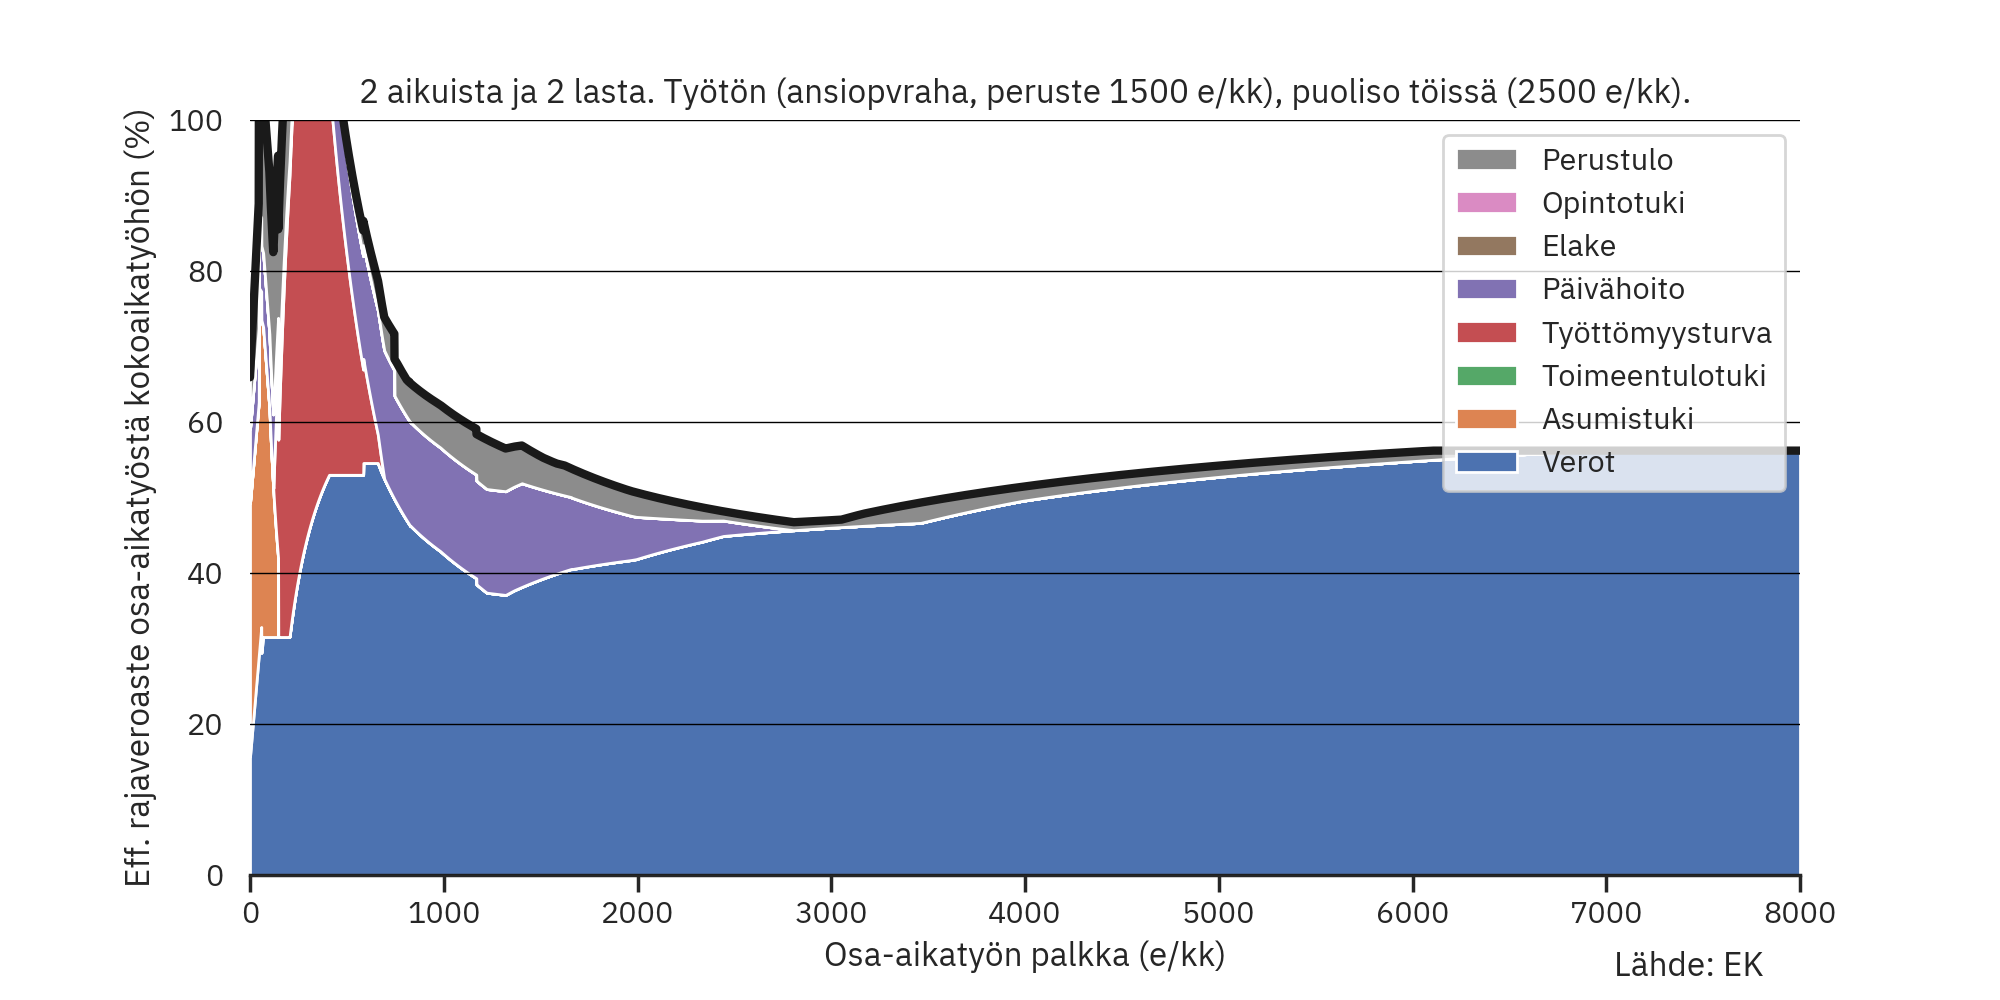 2 aikuista ja 2 lasta. Työtön (ansiopvraha, peruste 1500 e/kk), puoliso töissä (2500 e/kk).
Eff. rajaveroaste osa-aikatyöstä kokoaikatyöhön (%)
100
80
60
40
20
0
Perustulo
Opintotuki
Elake
Päivähoito
Työttömyysturva
Toimeentulotuki
Asumistuki
Verot
0 1000 2000 3000 4000 5000 6000 7000 8000
Osa-aikatyön palkka (e/kk)
Lähde: EK